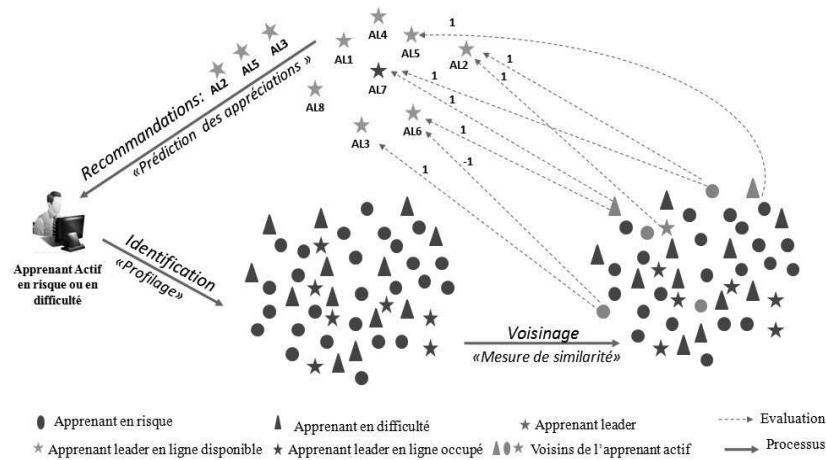 AL4
AL1
AL5
AL2
AL7
AL8
AL6
AL3
1
1
1
1
1
1
-1
1
Recommandations:
AL2
AL5
AL3
«Prédiction des appréciations »
Apprenant Actif
en risque ou en
difficulté
Identification
«Profilage»
Voisinage
«Mesure de similarité»
Apprenant en risque
Apprenant en difficulté
Apprenant leader
Evaluation
Apprenant leader en ligne disponible
Apprenant leader en ligne occupé
Voisins de l’apprenant actif
Processus